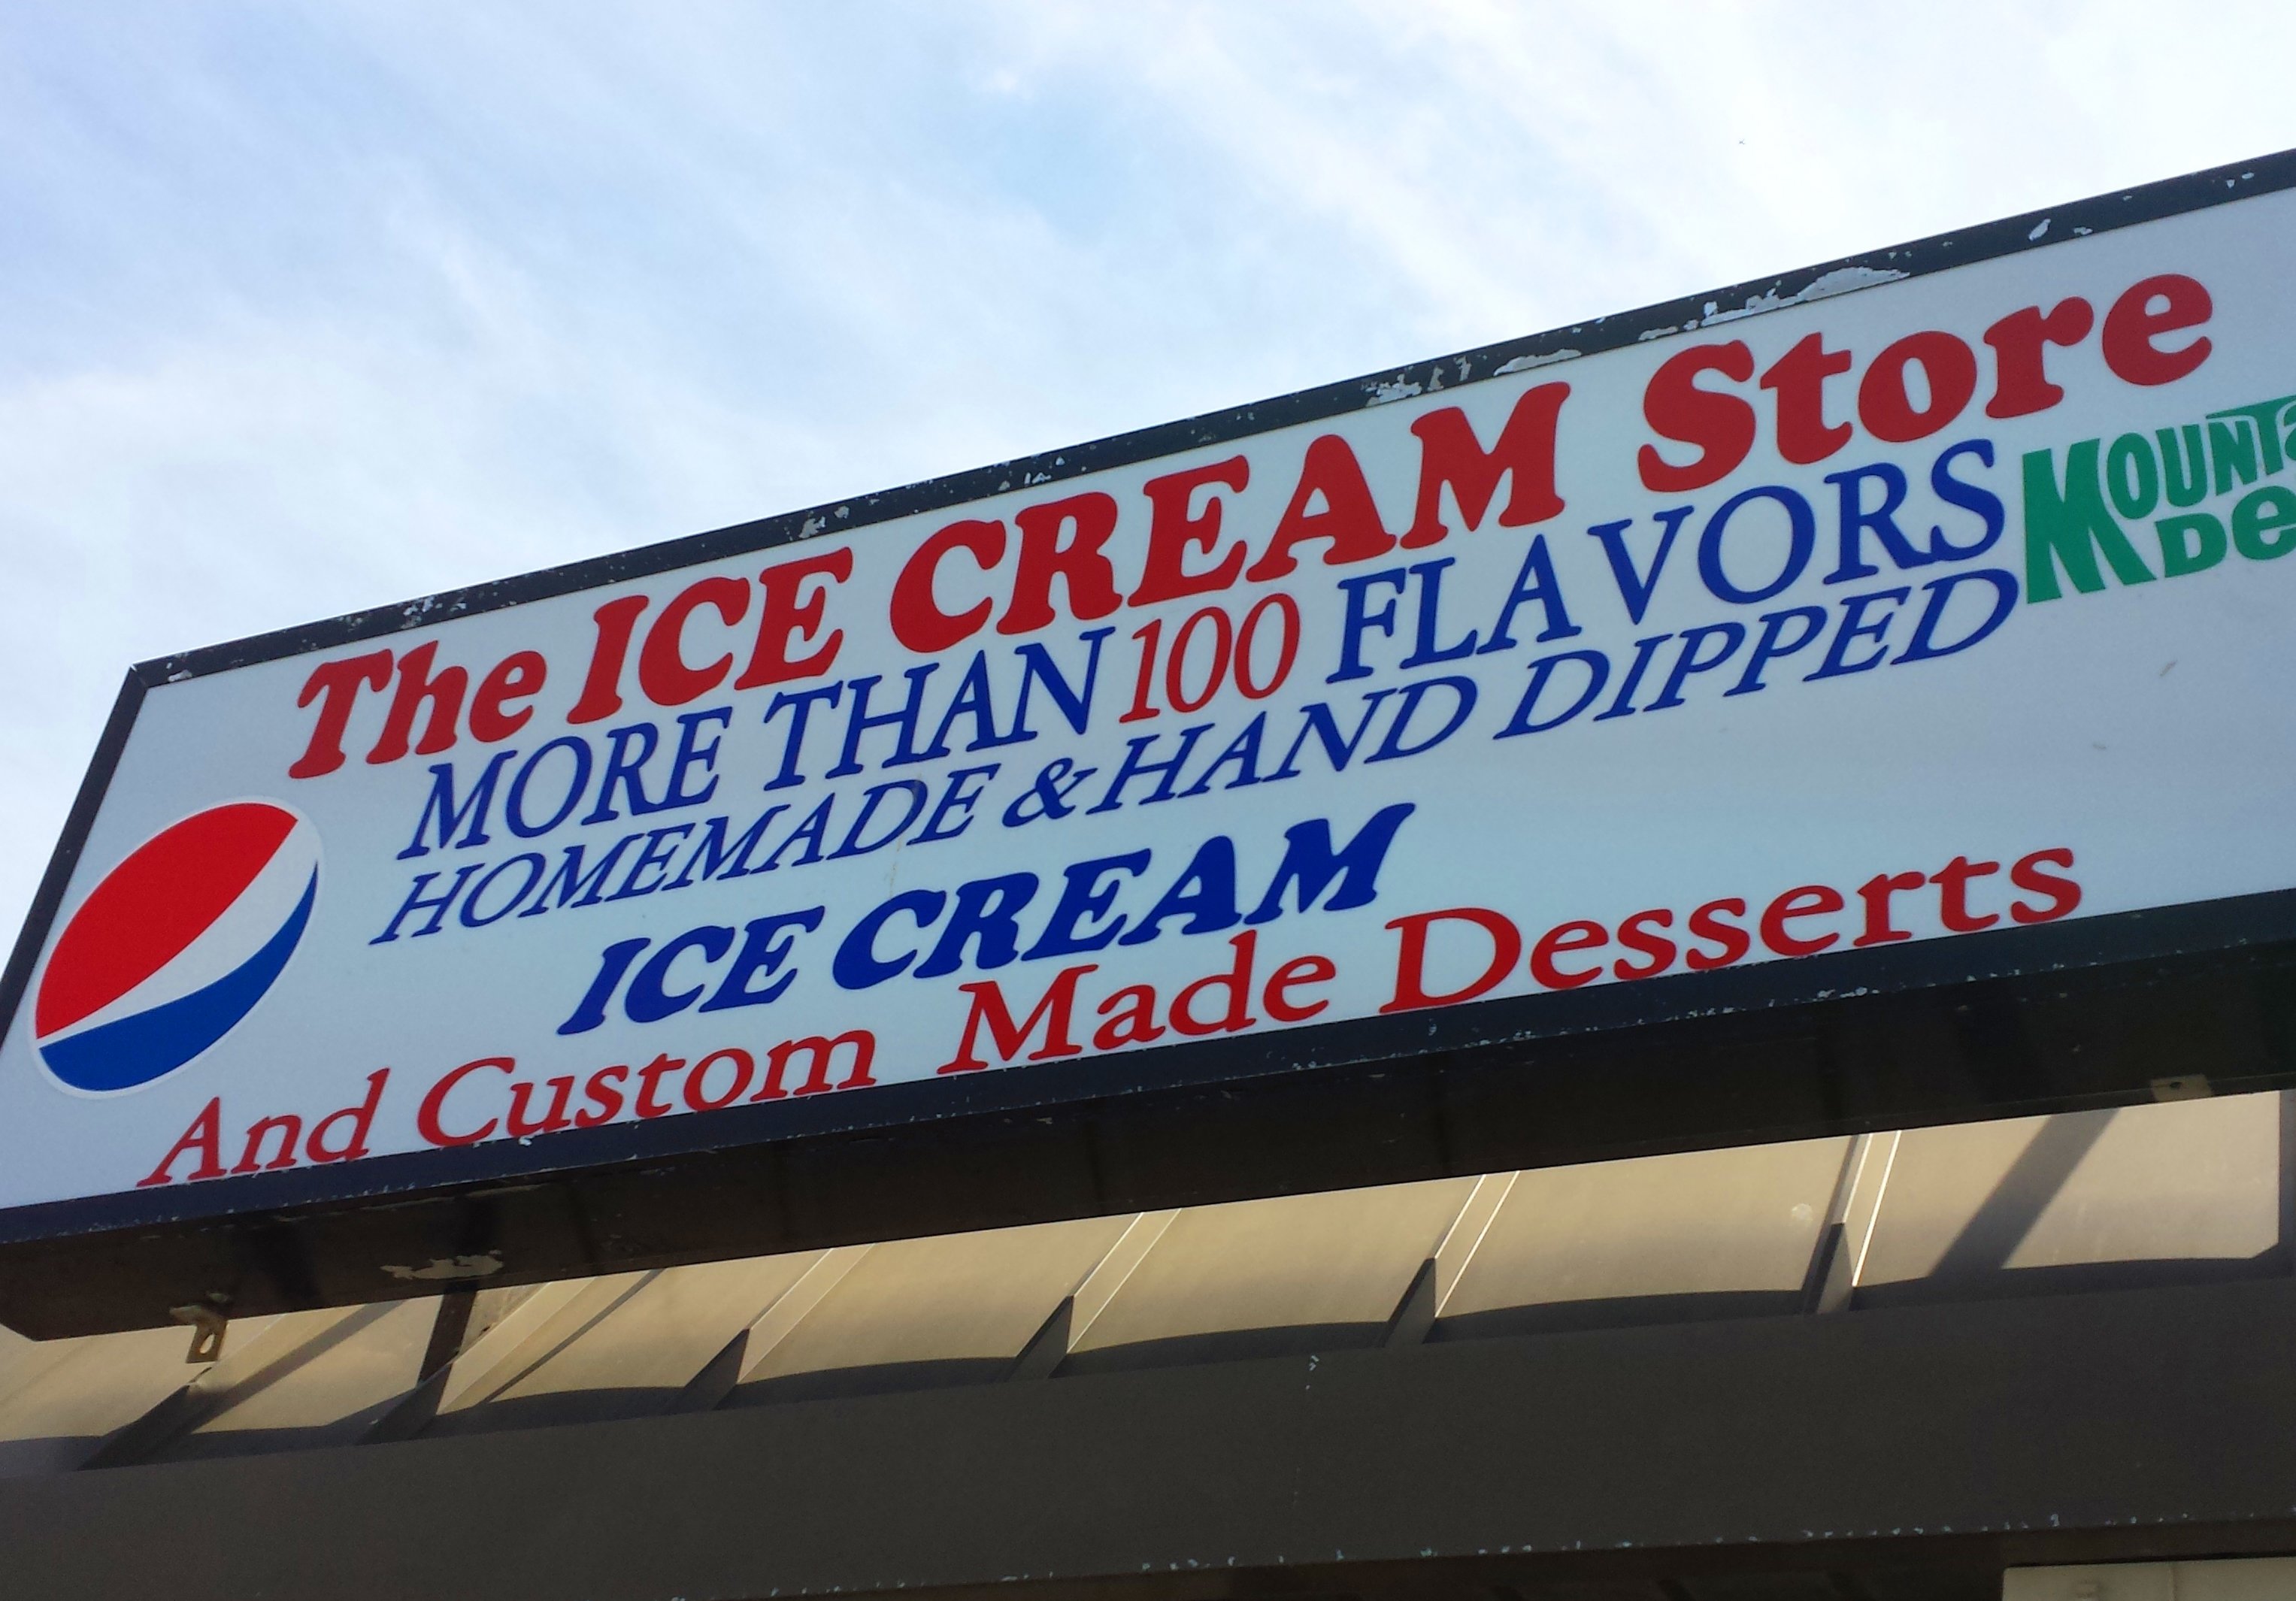 The ICE CREAM Store
MORE THAN 100 FLAVORS
HOMEMADE & HAND DIPPED
ICE CREAM
And Custom Made Desserts